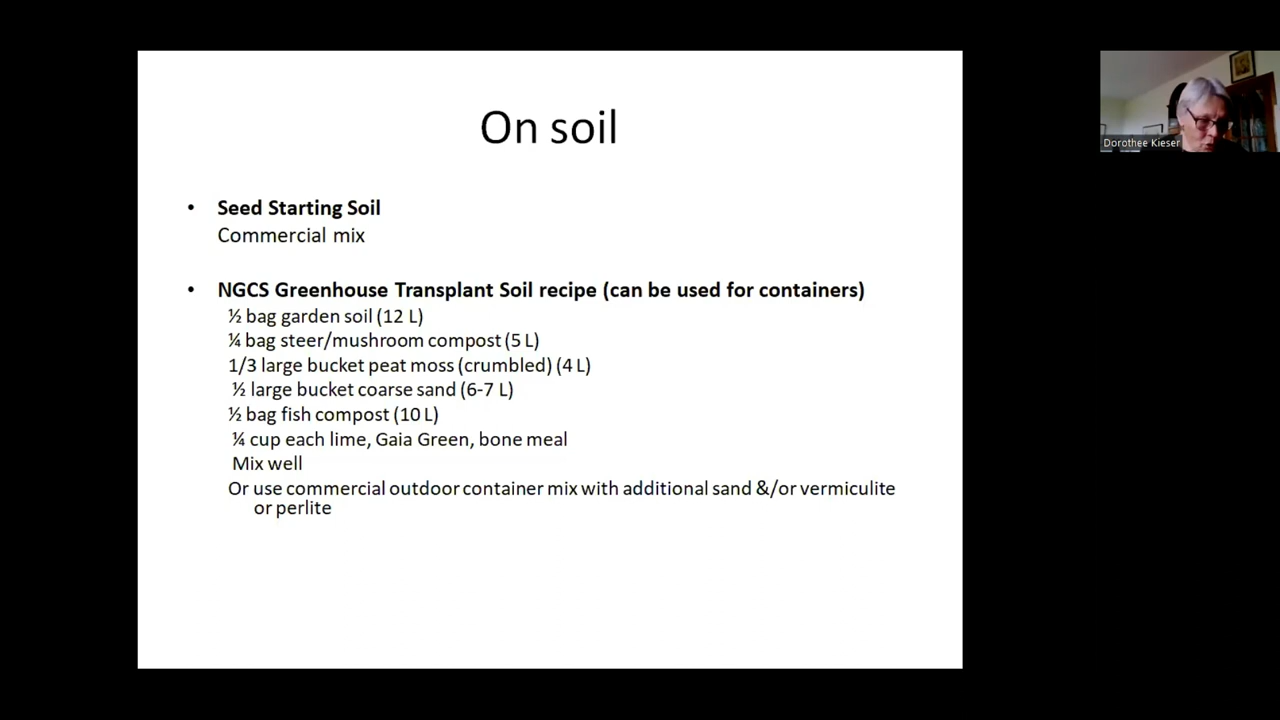 On soil
• Seed Starting Soil
Commercial mix
• NGCS Greenhouse Transplant Soil recipe (can be used for containers)
½ bag garden soil (12 L)
¼ bag steer/mushroom compost (5 L)
1/3 large bucket peat moss (crumbled) (4 L)
½ large bucket coarse sand (6-7 L)
½ bag fish compost (10 L)
¼ cup each lime, Gaia Green, bone meal
Mix well
Or use commercial outdoor container mix with additional sand &/or vermiculite
or perlite
Dorothee Kieser